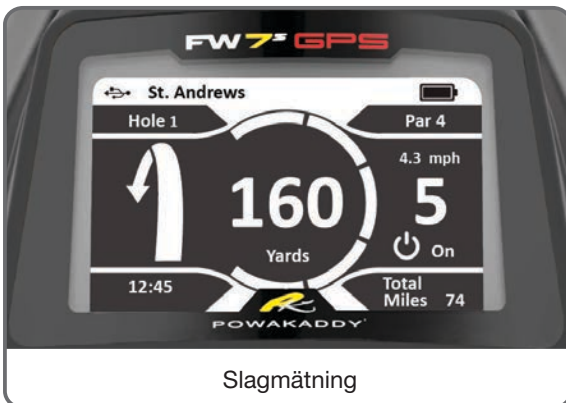 FW7s GPS
St. Andrews
Hole 1
Par 4
4.3 mph
160
5
Yards
On
12:45
Total
Miles 74
POWAKADDY
Slagmätning